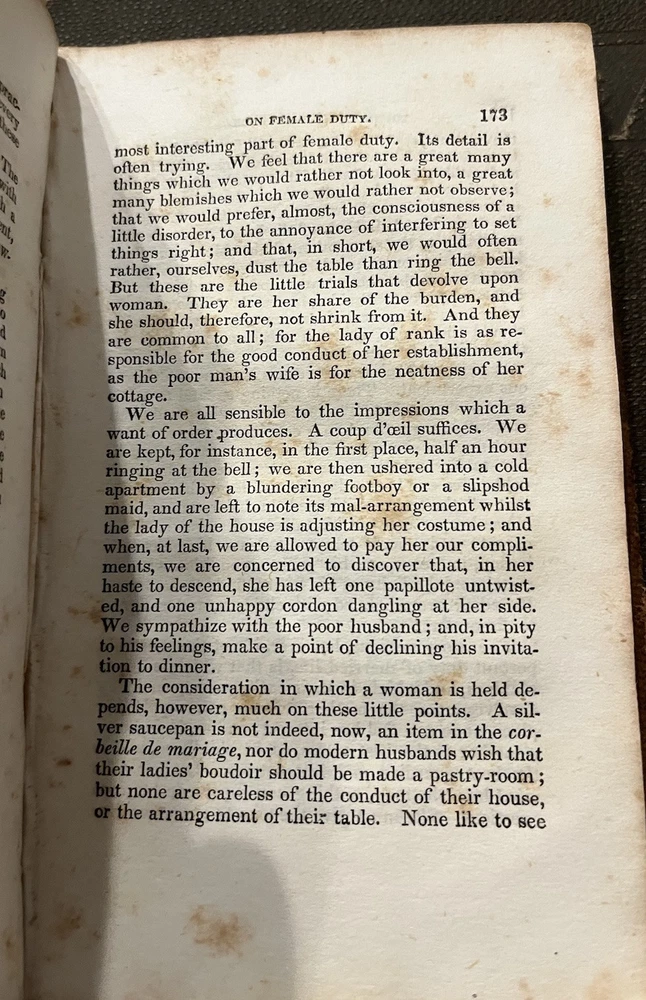 ON FEMALE DUTY. 173
most interesting part of female duty. Its detail is
often trying. We feel that there are a great many
things which we would rather not look into, a great
many blemishes which we would rather not observe;
that we would prefer, almost, the consciousness of a
little disorder, to the annoyance of interfering to set
things right; and that, in short, we would often
rather, ourselves, dust the table than ring the bell.
But these are the little trials that devolve upon
woman. They are her share of the burden, and
she should, therefore, not shrink from it. And they
are common to all; for the lady of rank is as re-
sponsible for the good conduct of her establishment,
as the poor man's wife is for the neatness of her
cottage.
We are all sensible to the impressions which a
want of order produces. A coup d'œil suffices. We
are kept, for instance, in the first place, half an hour
ringing at the bell; we are then ushered into a cold
apartment by a blundering footboy or a slipshod
maid, and are left to note its mal-arrangement whilst
the lady of the house is adjusting her costume; and
when, at last, we are allowed to pay her our compli-
ments, we are concerned to discover that, in her
haste to descend, she has left one papillote untwist-
ed, and one unhappy cordon dangling at her side.
We sympathize with the poor husband; and, in pity
to his feelings, make a point of declining his invita-
tion to dinner.
The consideration in which a woman is held de-
pends, however, much on these little points. A sil-
ver saucepan is not indeed, now, an item in the cor-
beille de mariage, nor do modern husbands wish that
their ladies' boudoir should be made a pastry-room;
but none are careless of the conduct of their house,
or the arrangement of their table. None like to see